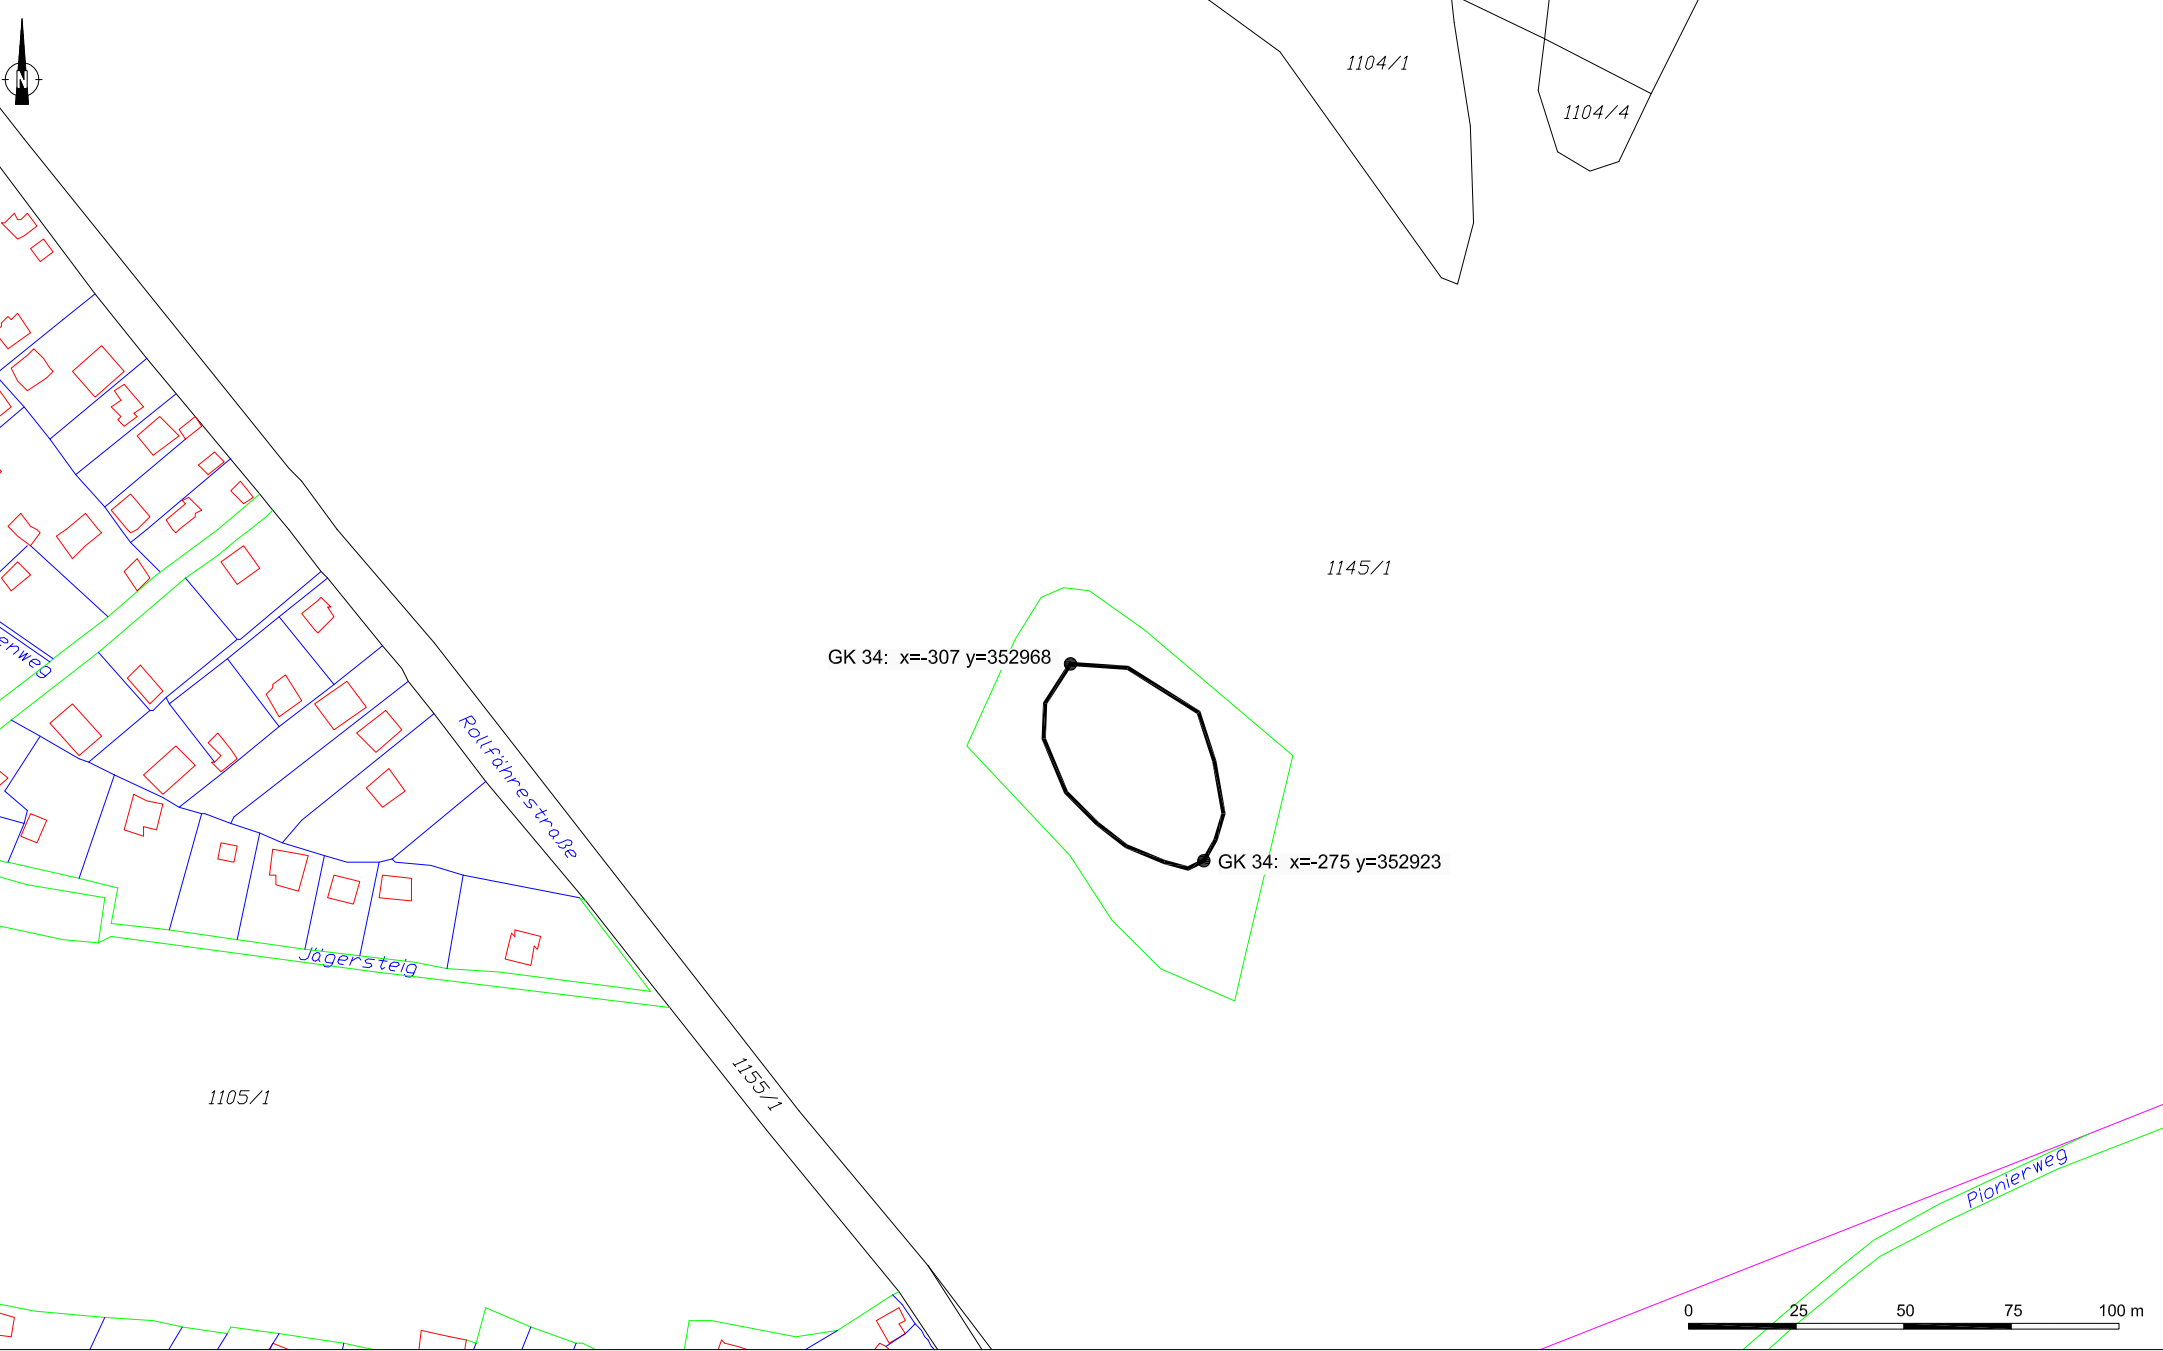 N
1104/1
1104/4
1145/1
GK 34: x=-307 y=352968
enweg
Rollfährestraße
GK 34: x=-275 y=352923
Jägersteig
1155/1
1105/1
Pionierweg
0 25 50 75 100 m